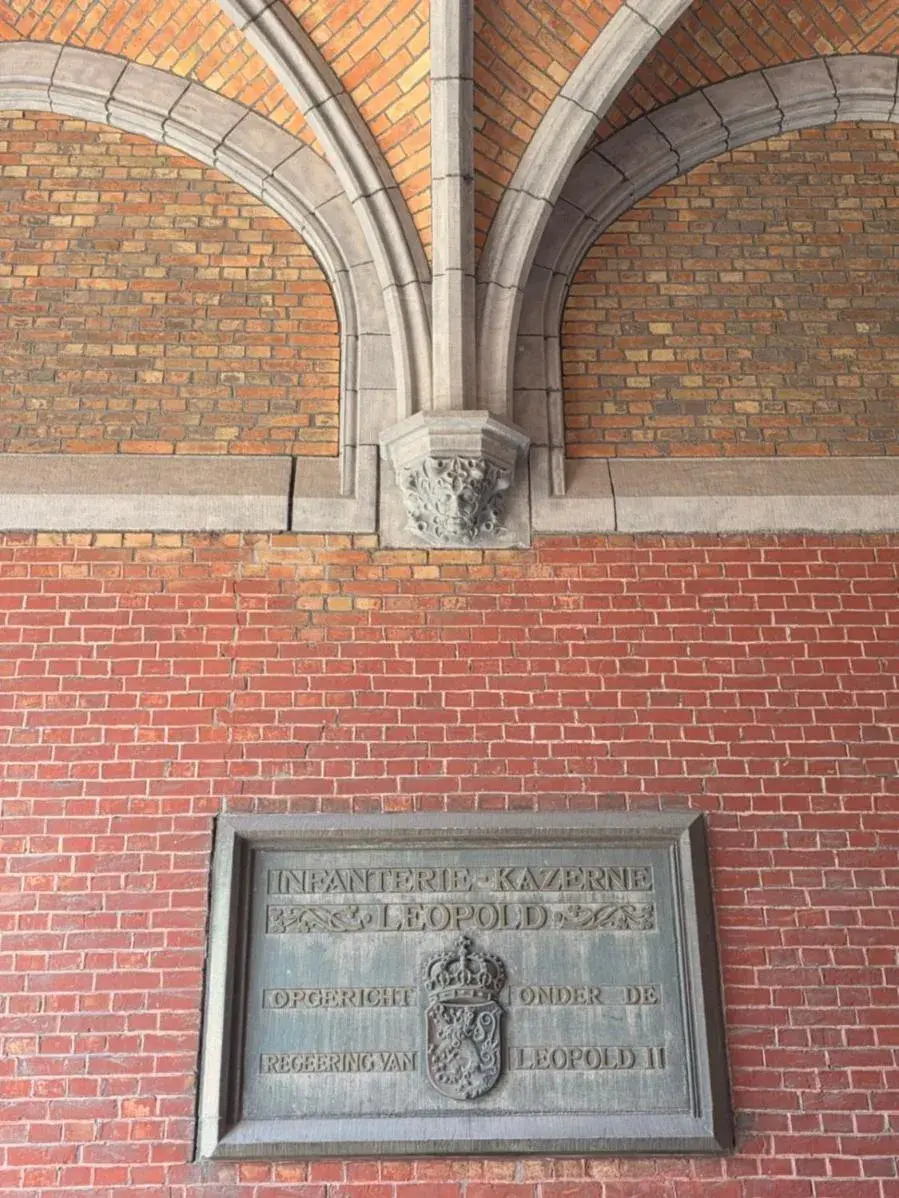 INFANTERIE-KAZERNE
LEOPOLD
OPGERICHT ONDER DE
REGEERING VAN LEOPOLD II